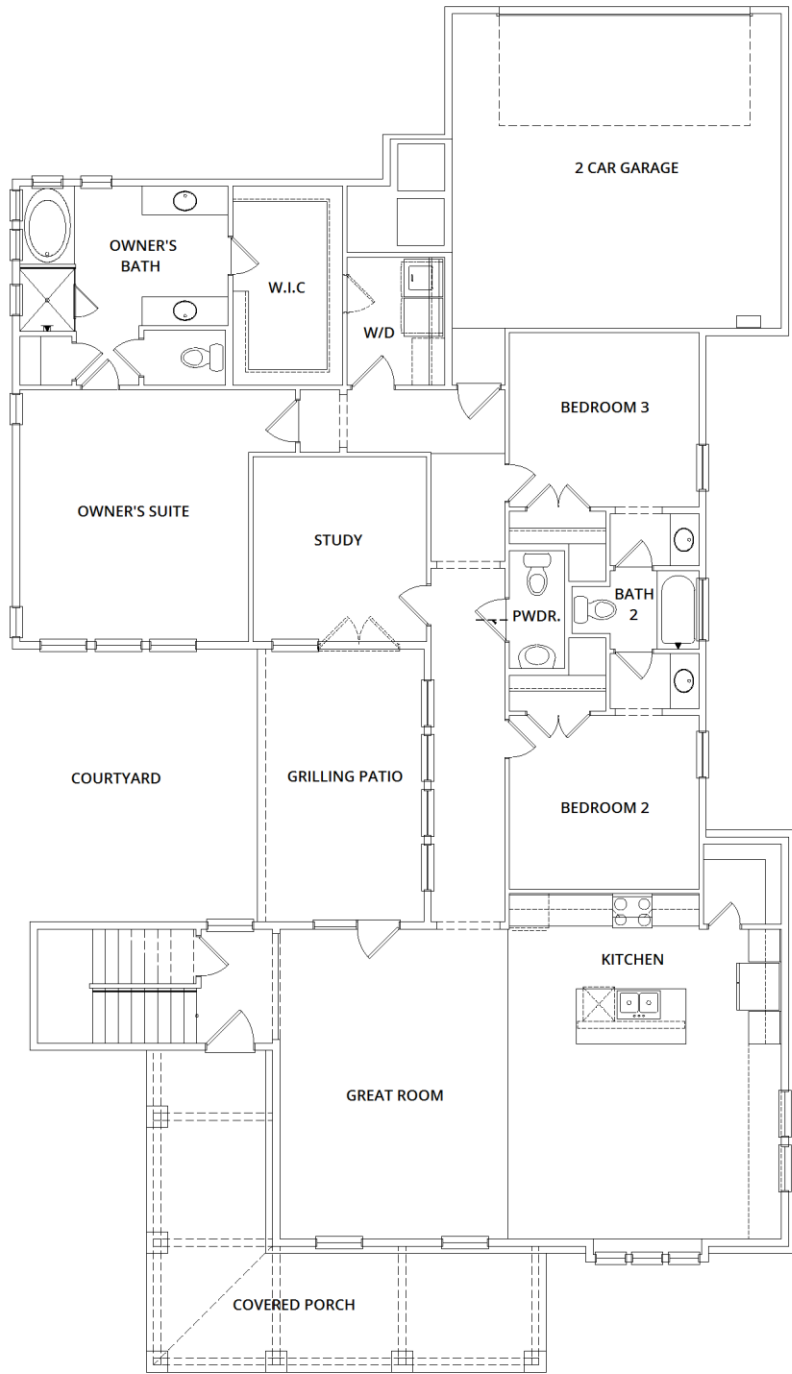 2 CAR GARAGE
OWNER'S
BATH
W.I.C
W/D
BEDROOM 3
OWNER'S SUITE
STUDY
BATH
2
PWDR.
COURTYARD
GRILLING PATIO
BEDROOM 2
KITCHEN
GREAT ROOM
COVERED PORCH